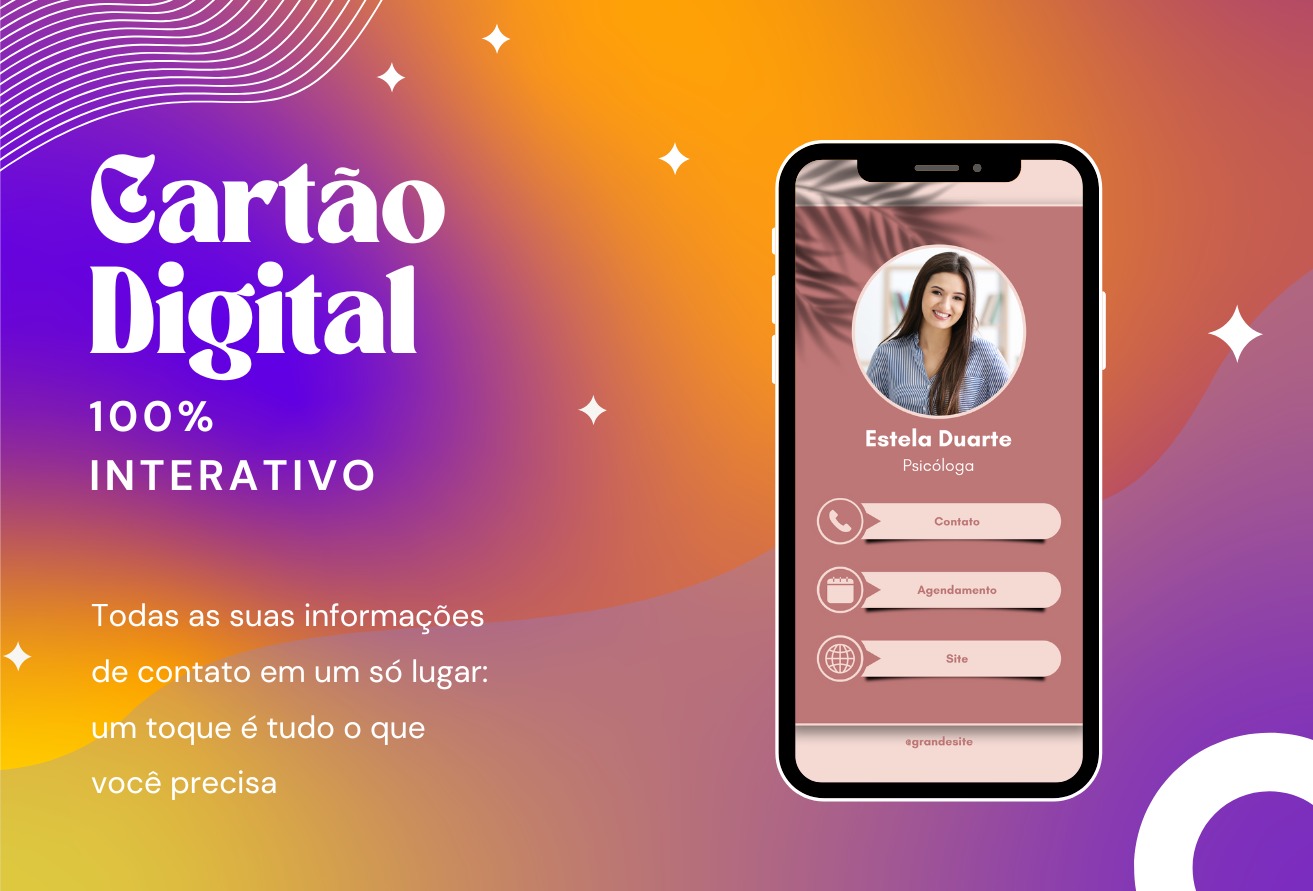 Cartão
Digital
100%
INTERATIVO
Todas as suas informações
de contato em um só lugar:
um toque é tudo o que
você precisa
Estela Duarte
Psicóloga
Contato
Agendamento
Site
@grandesite